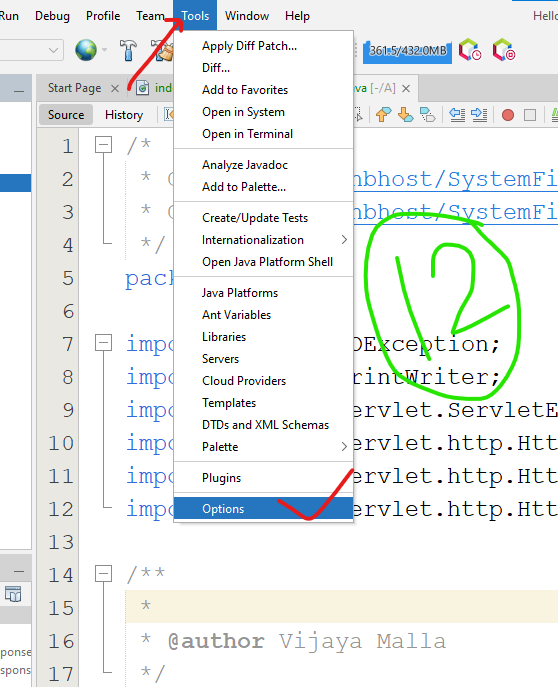 Run Debug Profile Team Tools Window Help
Hello
361.5/432.0MB
Start Page
ind
va [-/A]
Source History
Apply Diff Patch...
Diff...
Add to Favorites
Open in System
Open in Terminal
Analyze Javadoc
Add to Palette...
Create/Update Tests
Internationalization
Open Java Platform Shell
Java Platforms
Ant Variables
Libraries
Servers
Cloud Providers
Templates
DTDs and XML Schemas
Palette
Plugins
Options
12
1 /*
2 * nbhost/SystemFi
3 * nbhost/SystemFi
4 */
5 pac
6
7 impo OException;
8 impo rintWriter;
9 impo ervlet.ServletE
10 impo ervlet.http.Htt
11 impo ervlet.http.Htt
12 impo ervlet.http.Htt
13
14 /**
15 *
16 * @author Vijaya Malla
17 */
sponse
spons